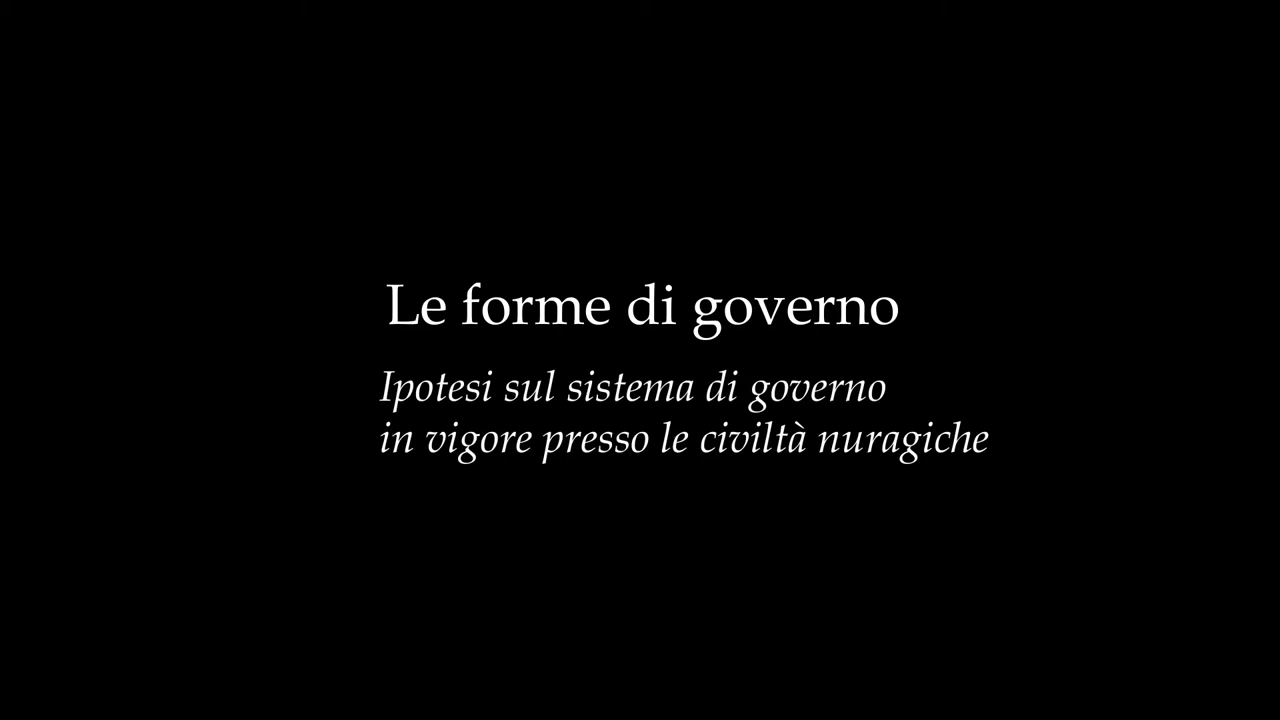 Le forme di governo
Ipotesi sul sistema di governo
in vigore presso le civiltà nuragiche